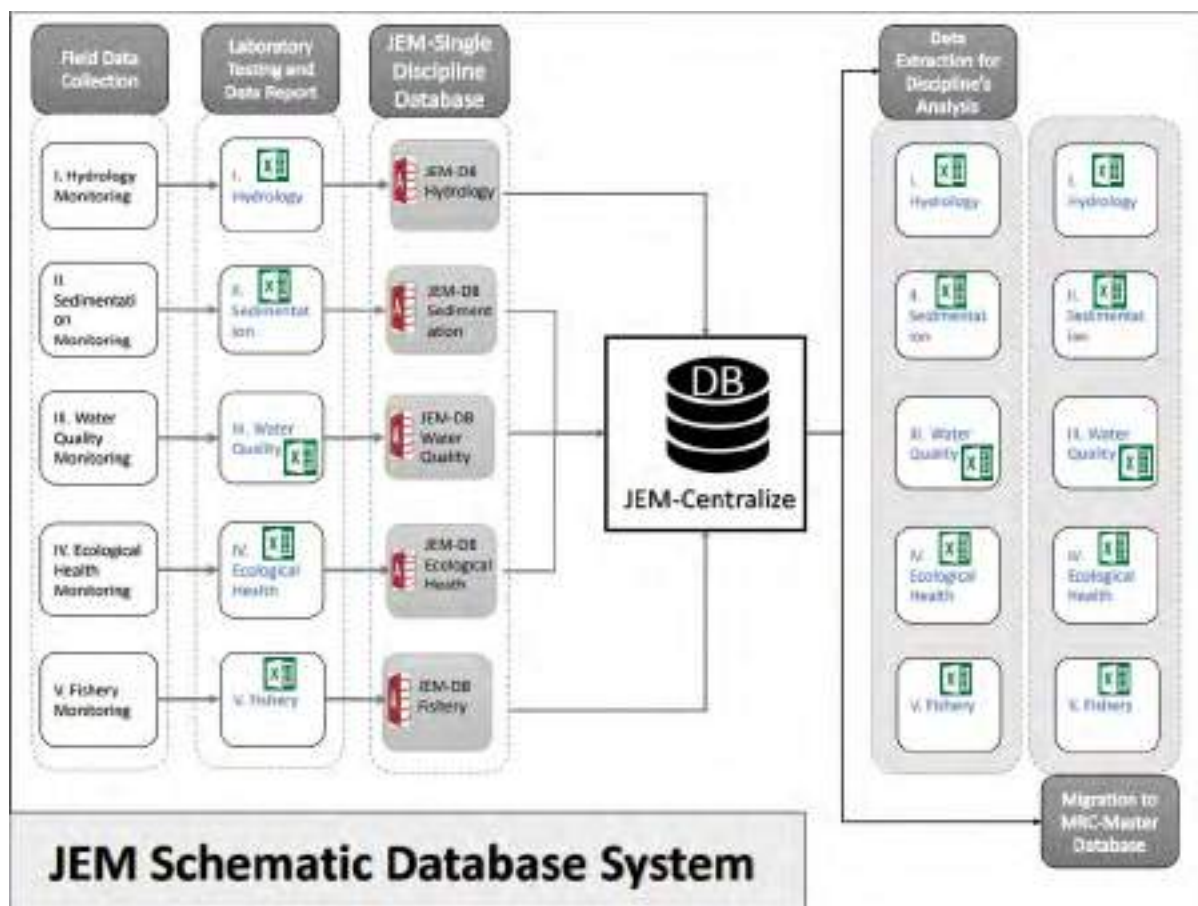 Field Data
Collection
Laboratory
Testing and
Data Report
JEM-Single
Discipline
Database
Data
Extraction for
Discipline's
Analysis
I. Hydrology
Monitoring
I.
Hydrology
JEM-DB
Hydrology
I.
Hydrology
I.
Hydrology
II.
Sedimentati
on
Monitoring
II.
Sedimentat
ion
JEM-DB
Sediment
ation
II.
Sedimentat
ion
II.
Sedimentat
ion
III. Water
Quality
Monitoring
III. Water
Quality
JEM-DB
Water
Quality
DB
JEM-Centralize
III. Water
Quality
III. Water
Quality
IV. Ecological
Health
Monitoring
IV.
Ecological
Health
JEM-DB
Ecological
Heath
IV.
Ecological
Health
IV.
Ecological
Health
V. Fishery
Monitoring
V. Fishery
JEM-DB
Fishery
V. Fishery
V. Fishery
Migration to
MRC-Master
Database
JEM Schematic Database System